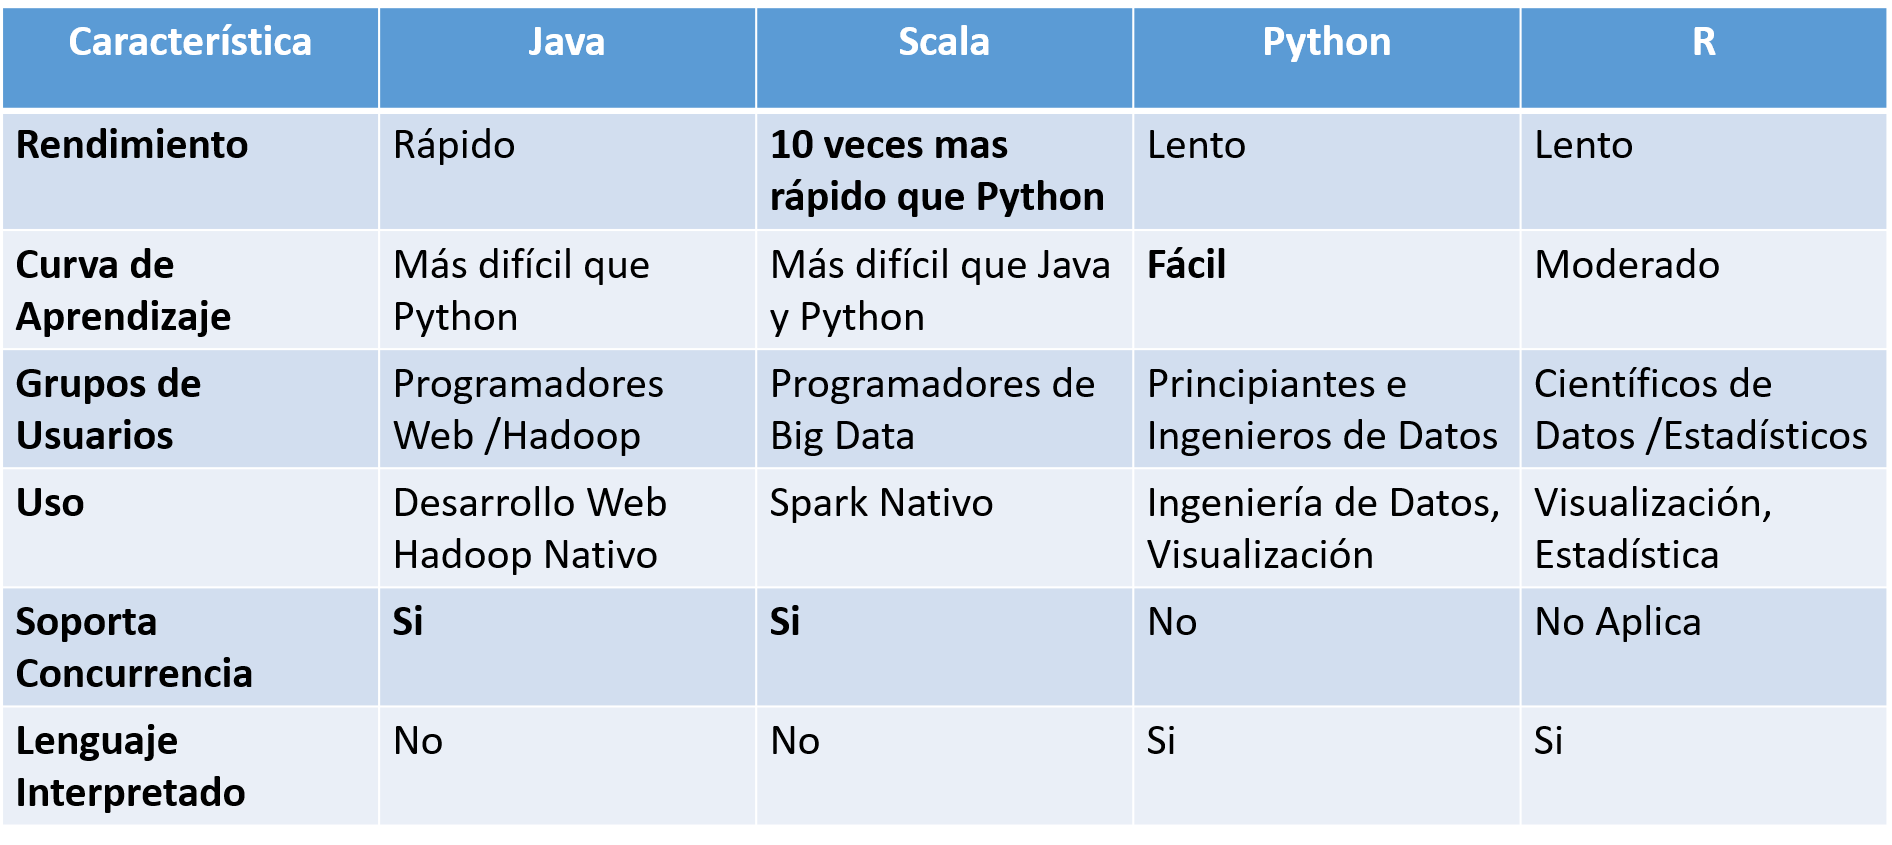 Característica Java Scala Python R
Rendimiento Rápido 10 veces mas Lento Lento
rápido que Python
Curva de Más difícil que Más difícil que Java Fácil Moderado
Aprendizaje Python y Python
Grupos de Programadores Programadores de Principiantes e Científicos de
Usuarios Web /Hadoop Big Data Ingenieros de Datos Datos /Estadísticos
Uso Desarrollo Web Spark Nativo Ingeniería de Datos, Visualización,
Hadoop Nativo Visualización Estadística
Soporta Si Si No No Aplica
Concurrencia
Lenguaje No No Si Si
Interpretado